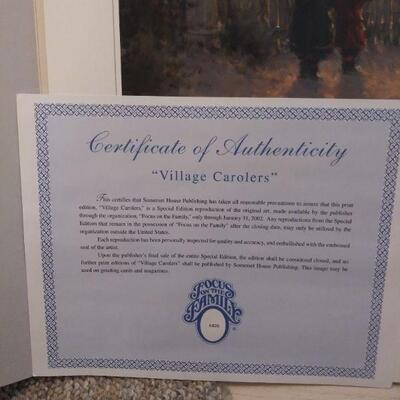 Certificate of Authenticity
"Village Carolers"
This certifies that Somerset House Publishing has taken all reasonable precautions to assure that this print
edition, "Village Carolers," is a Special Edition reproduction of the original art, made available by the publisher
through the organization, "Focus on the Family," only through January 31, 2002. Any reproductions from the Special
Editions that remain in the possession of "Focus on the Family" after the closing date, may only be utilized by the
organization outside the United States.
Each reproduction has been personally inspected for quality and accuracy, and embellished with the embossed
seal of the artist.
Upon the publisher's final sale of the entire Special Edition, the edition shall be considered closed, and no
further print editions of "Village Carolers" shall be published by Somerset House Publishing. This image may be
used on greeting cards and magazines.
FOCUS
ON THE
FAMILY